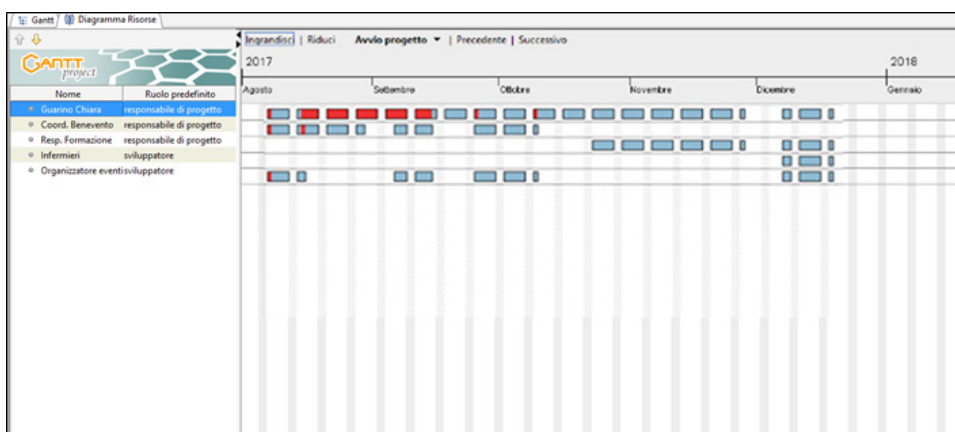 Gantt Diagramma Risorse
Ingrandisci | Riduci Avvio progetto | Precedente | Successivo
GANTT project
2017 2018
Nome Ruolo predefinito
Agosto Settembre Ottobre Novembre Dicembre Gennaio
Guarino Chiara responsabile di progetto
Coord. Benevento responsabile di progetto
Resp. Formazione responsabile di progetto
Infermieri sviluppatore
Organizzatore eventi sviluppatore